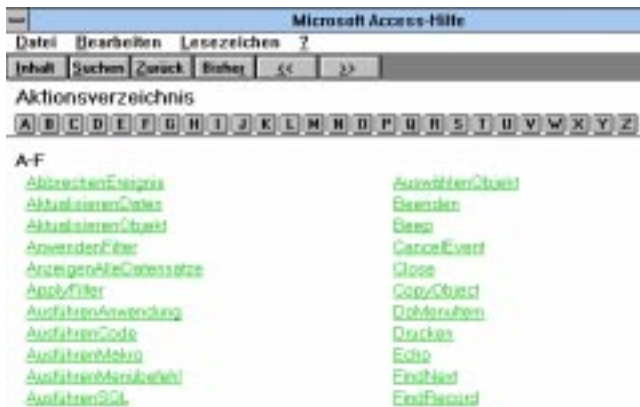 Microsoft Access-Hilfe
Datei Bearbeiten Lesezeichen ?
Inhalt Suchen Zurück Bisher << >>
Aktionsverzeichnis
A B C D E F G H I J K L M N O P Q R S T U V W X Y Z
A-F
AbbrechenEreignis
AktualisierenDaten
AktualisierenObjekt
AnwendenFilter
AnzeigenAlleDatensätze
ApplyFilter
AusführenAnwendung
AusführenCode
AusführenMakro
AusführenMenübefehl
AusführenSQL
AuswählenObjekt
Beenden
Beep
CancelEvent
Close
CopyObject
DoMenuItem
Drucken
Echo
FindNext
FindRecord